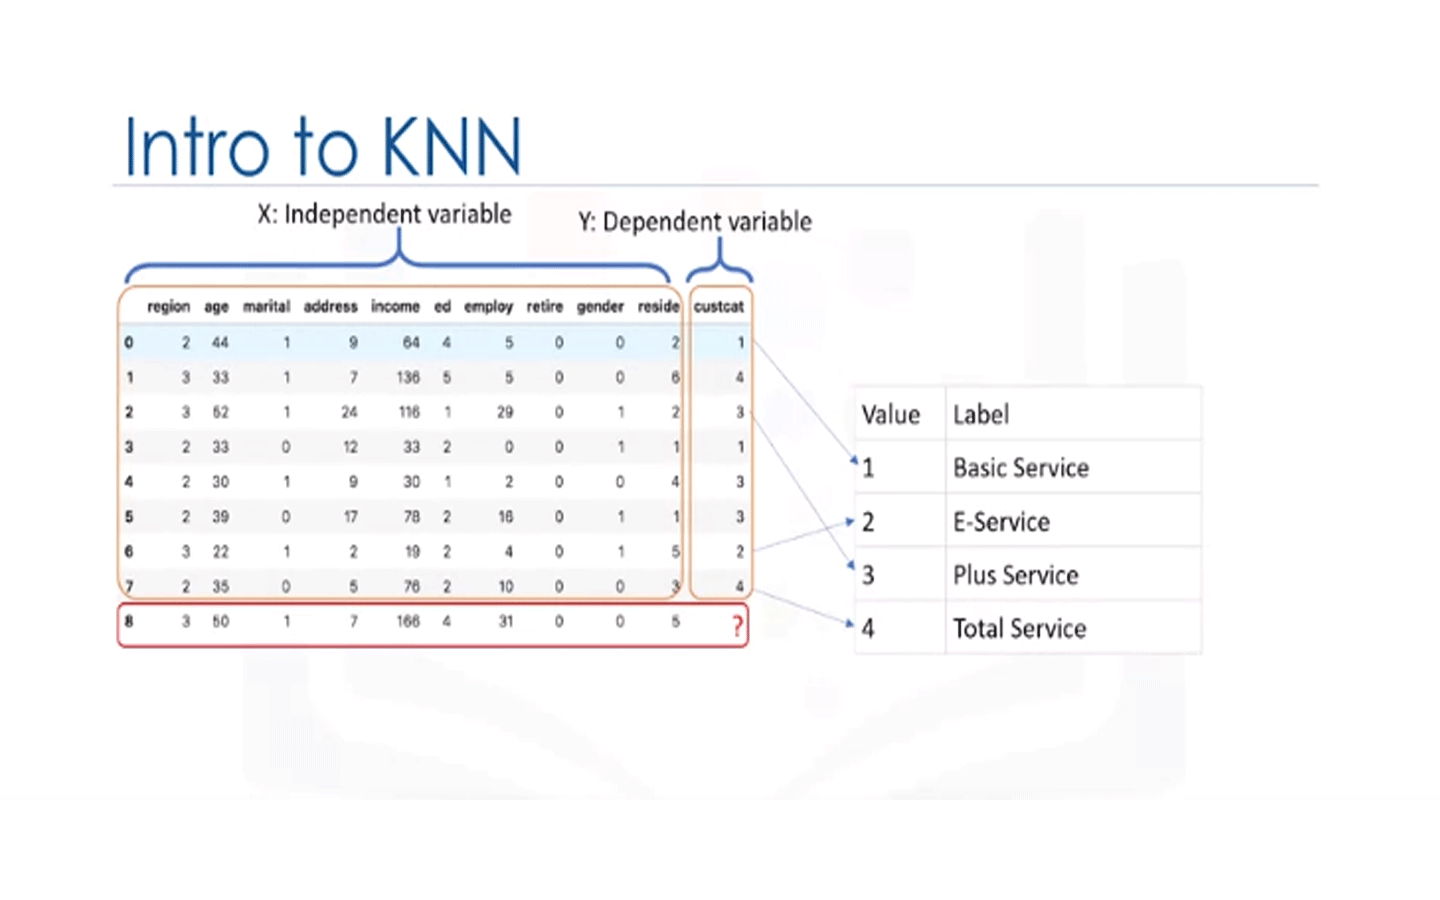 Intro to KNN
X: Independent variable
Y: Dependent variable
region age marital address income ed employ retire gender reside custcat
0 2 44 1 9 64 4 5 0 0 2 1
1 3 33 1 7 136 5 5 0 0 6 4
2 3 52 1 24 116 1 29 0 1 2 3
3 2 33 0 12 33 2 0 0 1 1 1
4 2 30 1 9 30 1 2 0 0 4 3
5 2 39 0 17 78 2 16 0 1 1 3
6 3 22 1 2 19 2 4 0 1 5 2
7 2 35 0 5 76 2 10 0 0 3 4
8 3 50 1 7 166 4 31 0 0 5 ?
Value Label
1 Basic Service
2 E-Service
3 Plus Service
4 Total Service